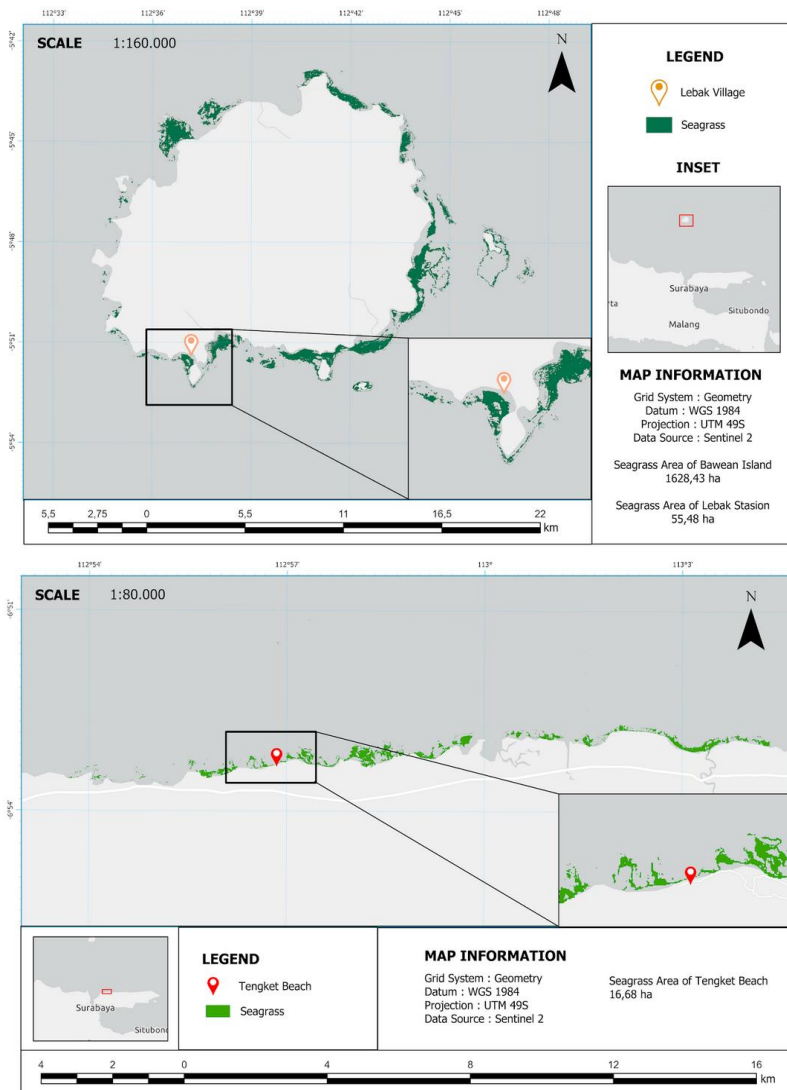 112°33' 112°36' 112°39' 112°42' 112°45' 112°48'
-5°42'
-5°45'
-5°48'
-5°51'
-5°54'
SCALE 1:160.000
N
LEGEND
Lebak Village
Seagrass
INSET
rta
Surabaya
Situbondo
Malang
MAP INFORMATION
Grid System : Geometry
Datum : WGS 1984
Projection : UTM 49S
Data Source : Sentinel 2
Seagrass Area of Bawean Island
1628,43 ha
Seagrass Area of Lebak Stasion
55,48 ha
5,5 2,75 0 5,5 11 16,5 22
km
112°54' 112°57' 113° 113°3'
-6°51'
-6°54'
SCALE 1:80.000
N
Surabaya
Situbond
LEGEND
Tengket Beach
Seagrass
MAP INFORMATION
Grid System : Geometry
Datum : WGS 1984
Projection : UTM 49S
Data Source : Sentinel 2
Seagrass Area of Tengket Beach
16,68 ha
4 2 0 4 8 12 16
km